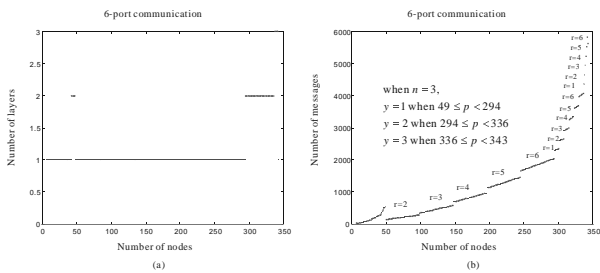 6-port communication
3
2.5
2
1.5
1
0.5
0
0 50 100 150 200 250 300 350
Number of layers
Number of nodes
(a)
6-port communication
6000
5000
4000
3000
2000
1000
0
0 50 100 150 200 250 300 350
Number of messages
when n = 3,
y = 1 when 49 ≤ p < 294
y = 2 when 294 ≤ p < 336
y = 3 when 336 ≤ p < 343
r=6
r=5
r=4
r=3
r=2
r=1
r=6
r=5
r=4
r=3
r=2
r=1
r=6
r=5
r=4
r=3
r=2
Number of nodes
(b)